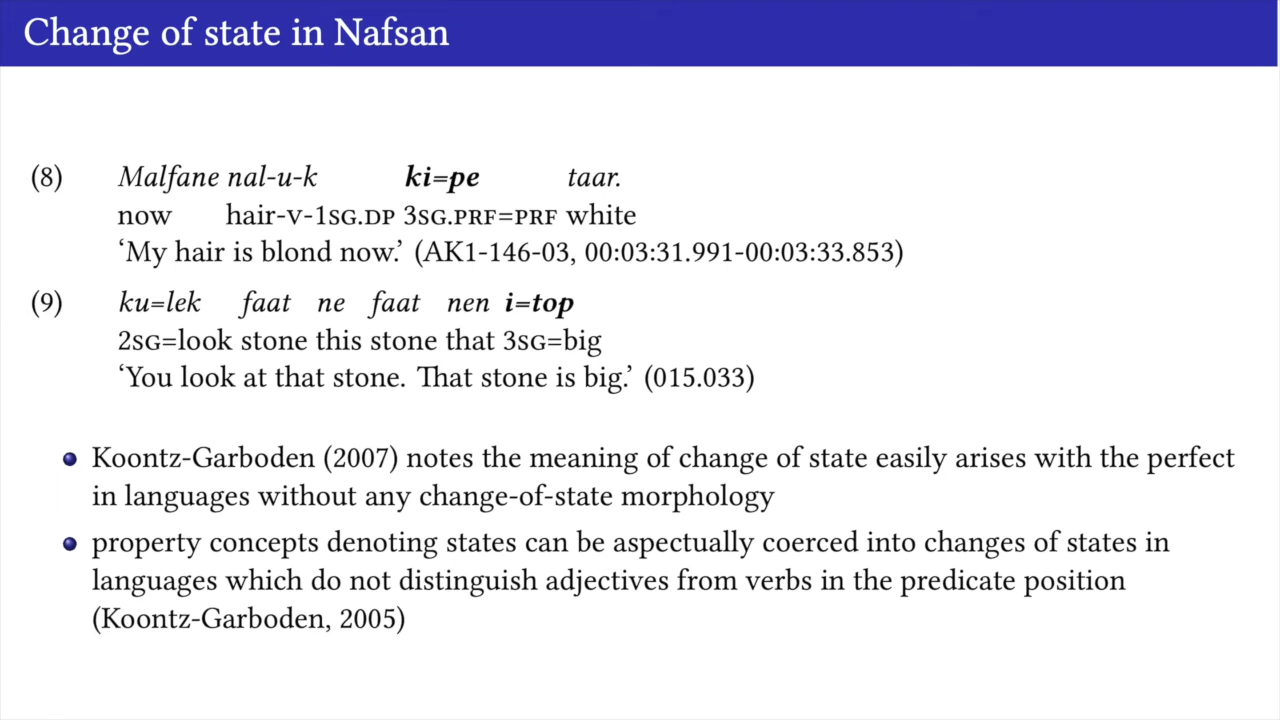 Change of state in Nafsan
(8) Malfane nal-u-k ki=pe taar.
now hair-V-1SG.DP 3SG.PRF=PRF white
‘My hair is blond now.’ (AK1-146-03, 00:03:31.991-00:03:33.853)
(9) ku=lek faat ne faat nen i=top
2SG=look stone this stone that 3SG=big
‘You look at that stone. That stone is big.’ (015.033)
Koontz-Garboden (2007) notes the meaning of change of state easily arises with the perfect
in languages without any change-of-state morphology
property concepts denoting states can be aspectually coerced into changes of states in
languages which do not distinguish adjectives from verbs in the predicate position
(Koontz-Garboden, 2005)